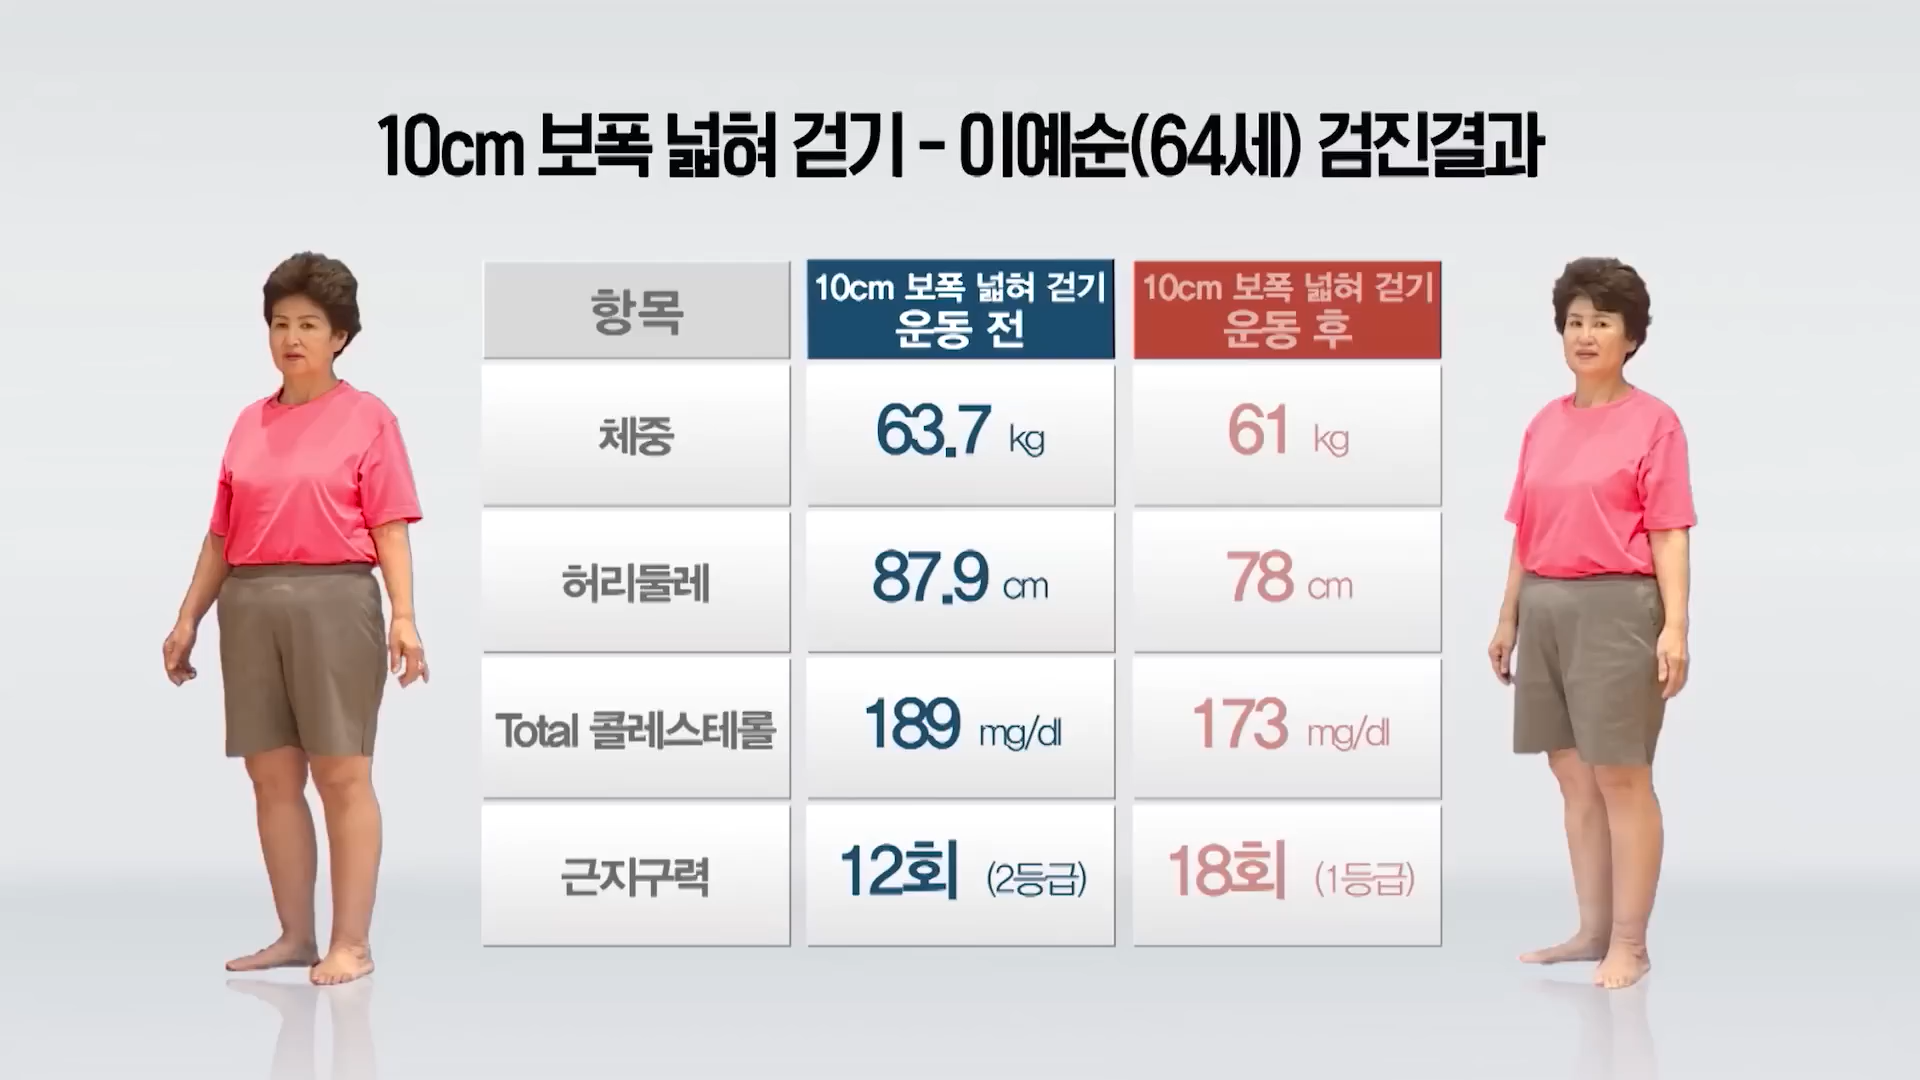 10cm 보폭 넓혀 걷기 - 이예순(64세) 검진결과
항목
10cm 보폭 넓혀 걷기
운동 전
10cm 보폭 넓혀 걷기
운동 후
체중
63.7 kg
61 kg
허리둘레
87.9 cm
78 cm
Total 콜레스테롤
189 mg/dl
173 mg/dl
근지구력
12회 (2등급)
18회 (1등급)